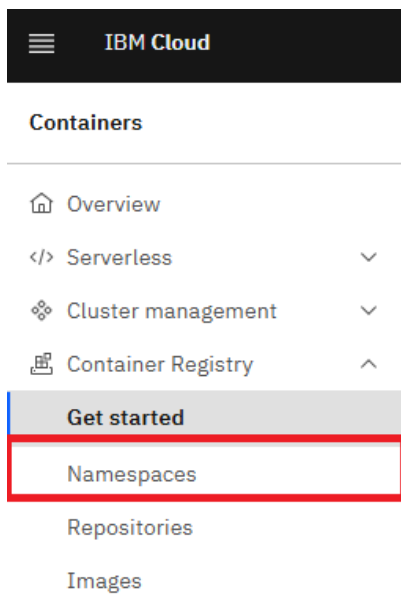 IBM Cloud
Containers
Overview
Serverless
Cluster management
Container Registry
Get started
Namespaces
Repositories
Images